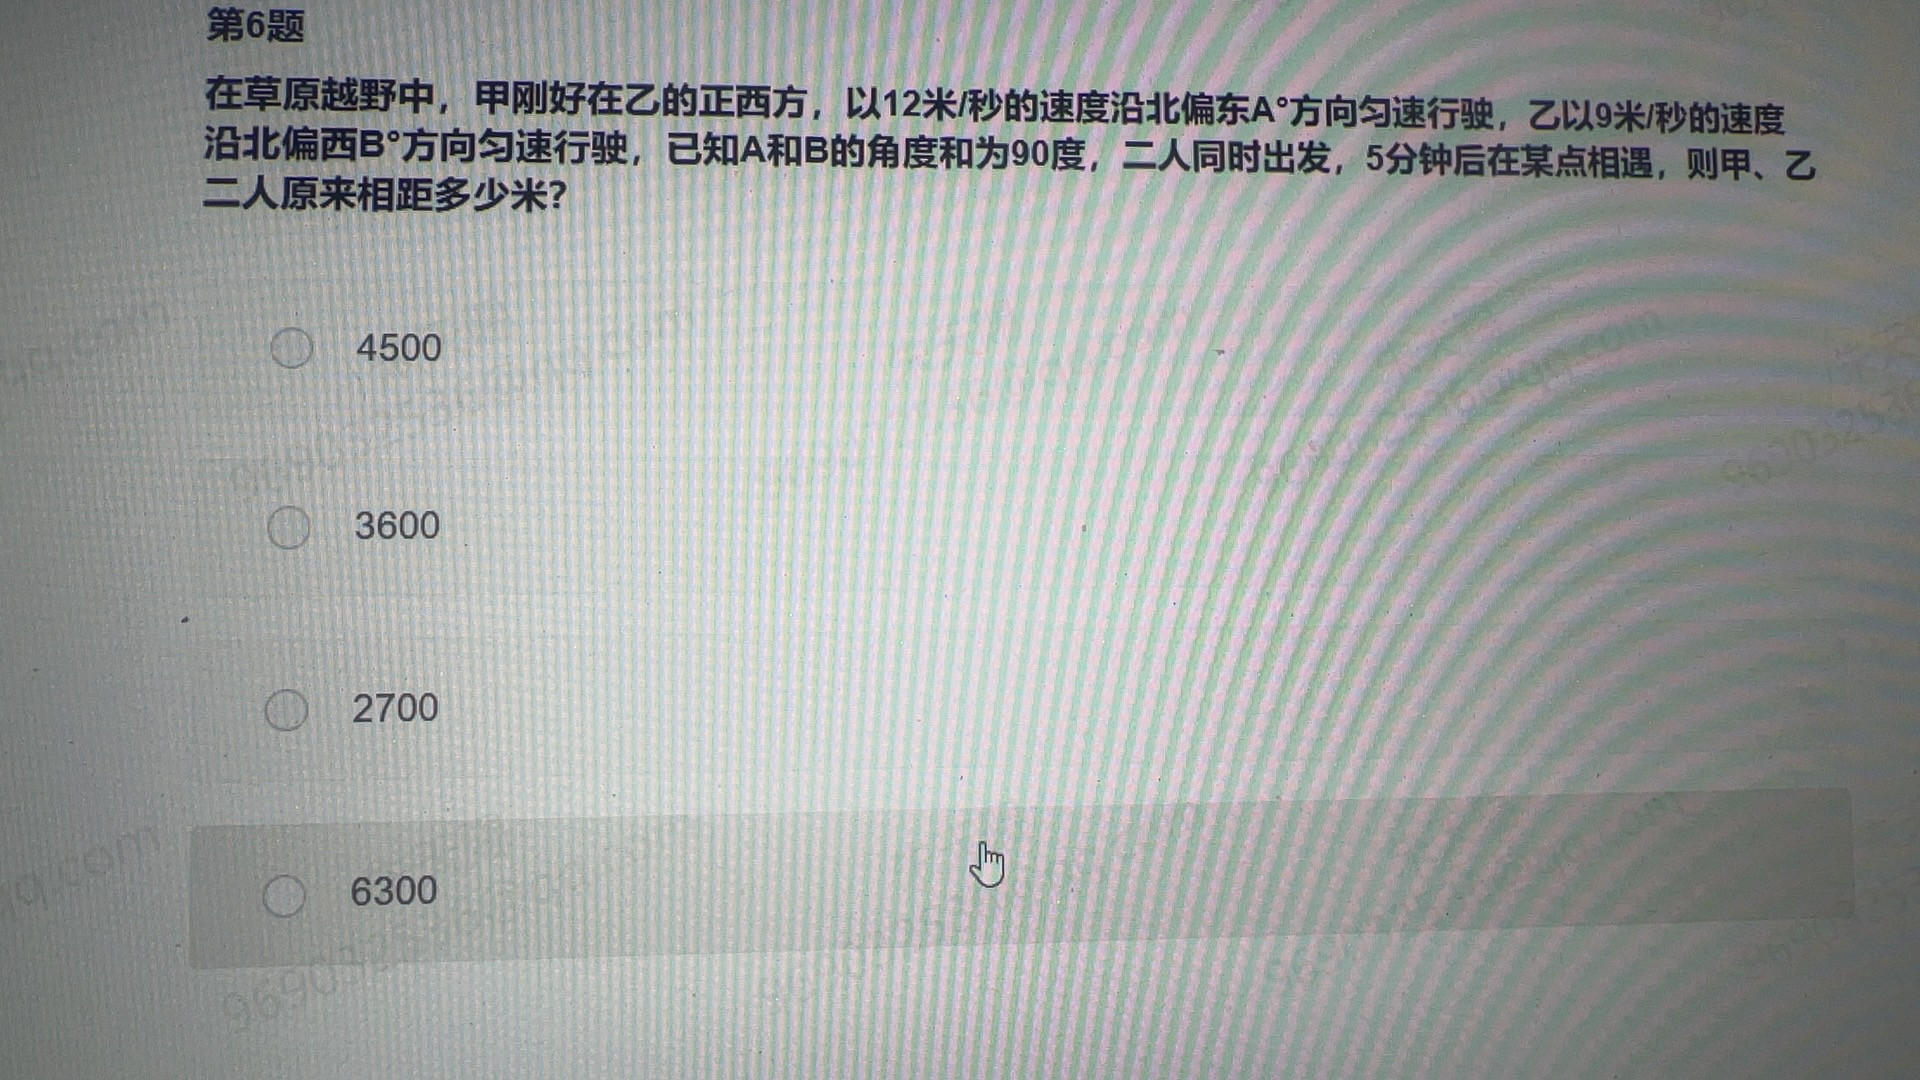 第6题
在草原越野中，甲刚好在乙的正西方，以12米/秒的速度沿北偏东A°方向匀速行驶，乙以9米/秒的速度
沿北偏西B°方向匀速行驶，已知A和B的角度和为90度，二人同时出发，5分钟后在某点相遇，则甲、乙
二人原来相距多少米?
4500
3600
2700
6300